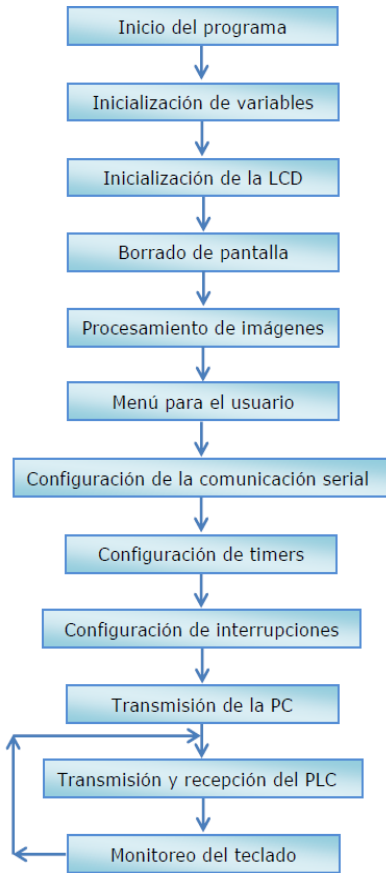 Inicio del programa
Inicialización de variables
Inicialización de la LCD
Borrado de pantalla
Procesamiento de imágenes
Menú para el usuario
Configuración de la comunicación serial
Configuración de timers
Configuración de interrupciones
Transmisión de la PC
Transmisión y recepción del PLC
Monitoreo del teclado